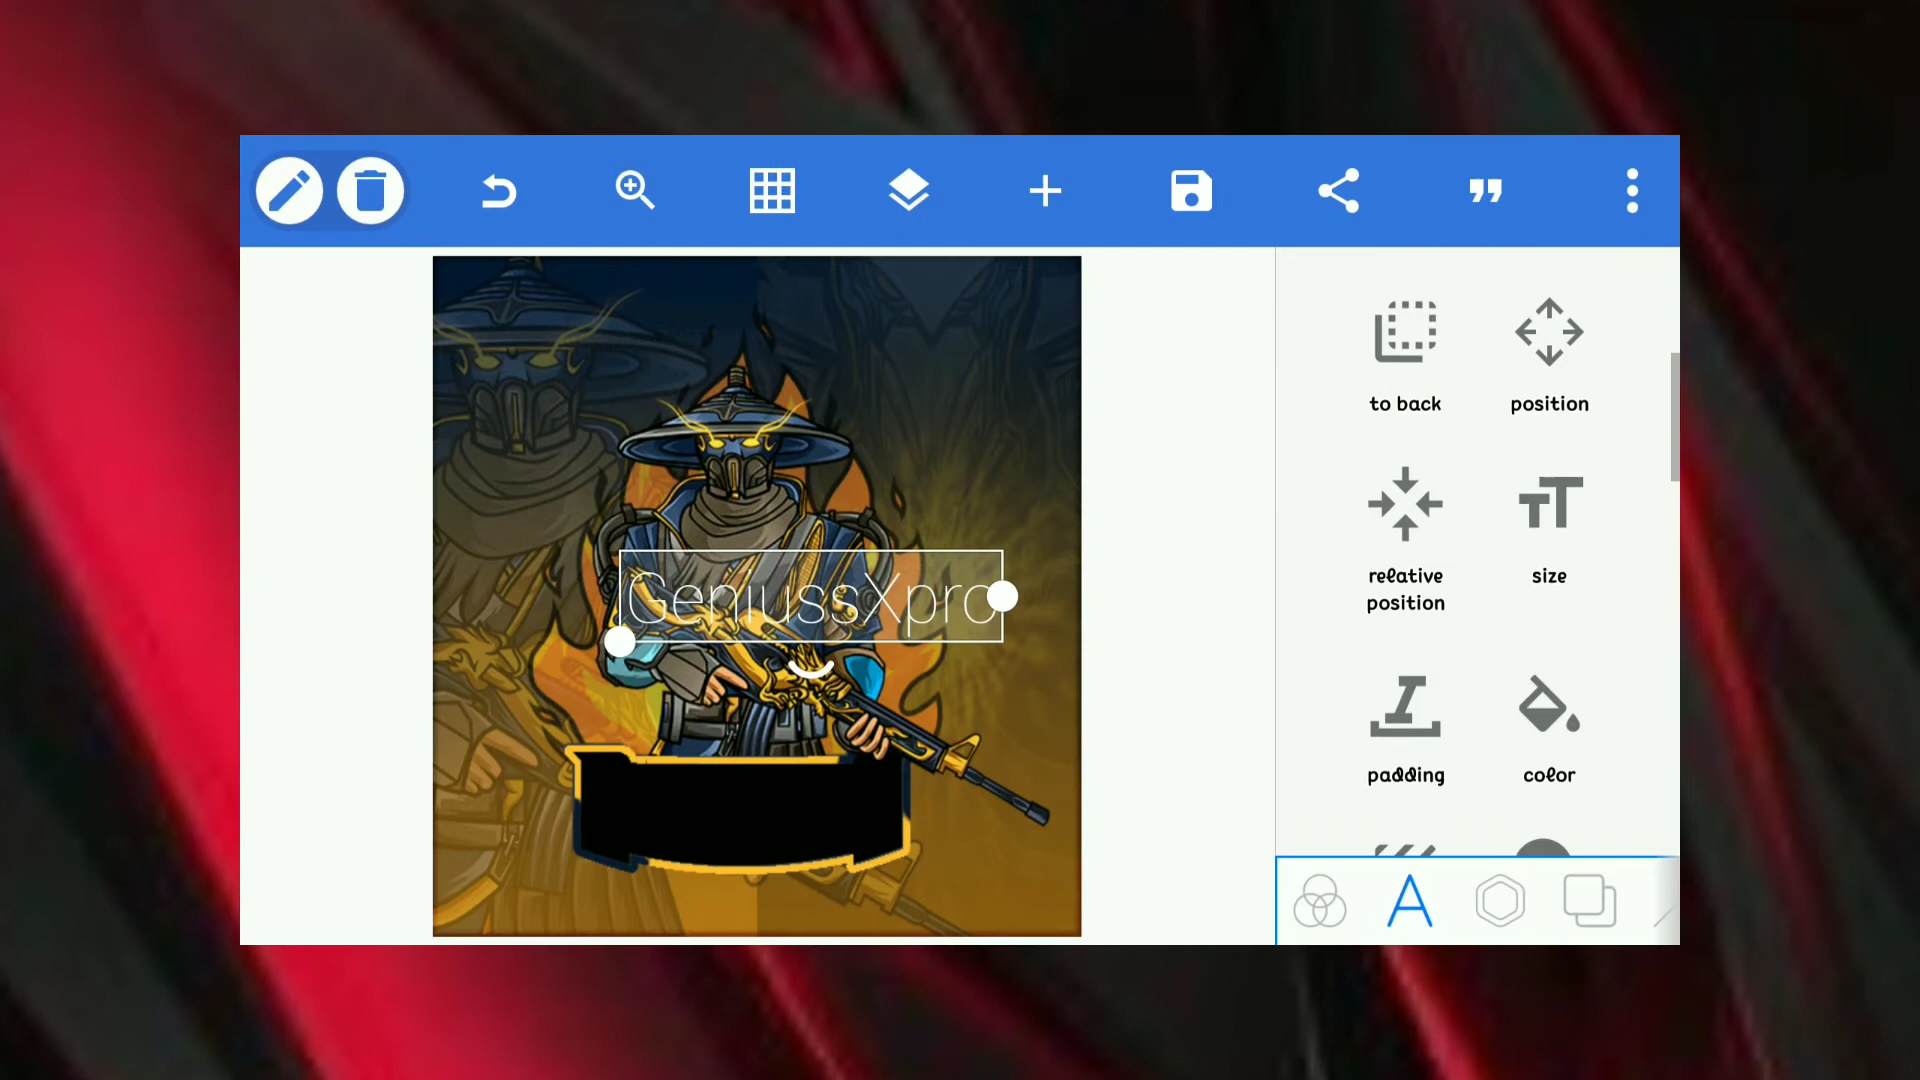 GeniussXpro
to back
position
relative
position
size
padding
color